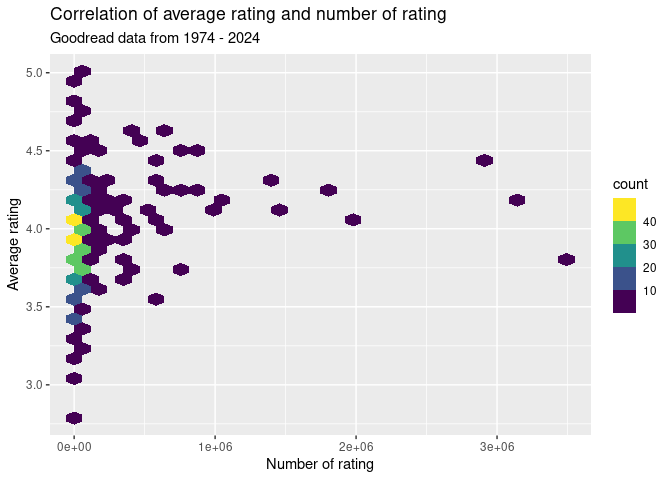 Correlation of average rating and number of rating
Goodread data from 1974 - 2024
5.0
4.5
4.0
3.5
3.0
Average rating
0e+00 1e+06 2e+06 3e+06
Number of rating
count
40
30
20
10